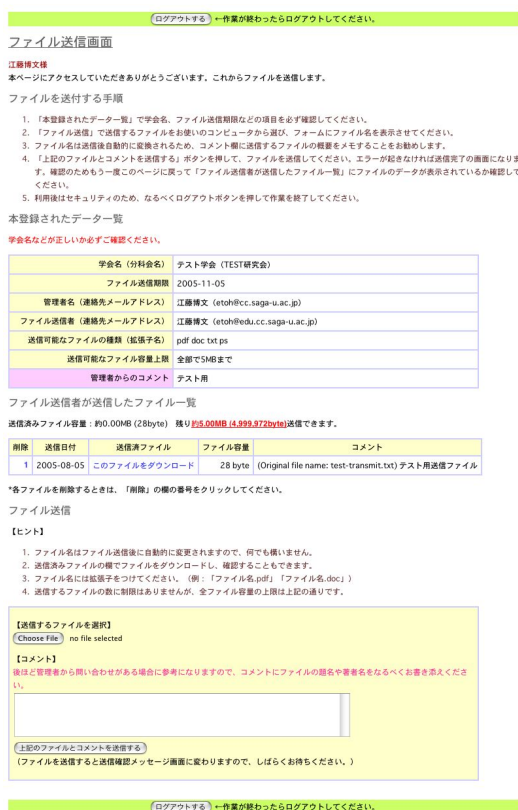 ログアウトする ←作業が終わったらログアウトしてください。
ファイル送信画面
江藤博文様
本ページにアクセスしていただきありがとうございます。これからファイルを送信します。
ファイルを送付する手順
1. 「本登録されたデータ一覧」で学会名、ファイル送信期限などの項目を必ず確認してください。
2. 「ファイル送信」で送信するファイルをお使いのコンピュータから選び、フォームにファイル名を表示させてください。
3. ファイル名は送信後自動的に変換されるため、コメント欄に送信するファイルの概要をメモすることをお勧めします。
4. 「上記のファイルとコメントを送信する」ボタンを押して、ファイルを送信してください。エラーが起きなければ送信完了の画面になりま
す。確認のためもう一度このページに戻って「ファイル送信者が送信したファイル一覧」にファイルのデータが表示されているか確認して
ください。
5. 利用後はセキュリティのため、なるべくログアウトボタンを押して作業を終了してください。
本登録されたデータ一覧
学会名などが正しいか必ずご確認ください。
学会名（分科会名） テスト学会（TEST研究会）
ファイル送信期限 2005-11-05
管理者名（連絡先メールアドレス） 江藤博文（etoh@cc.saga-u.ac.jp）
ファイル送信者（連絡先メールアドレス） 江藤博文（etoh@edu.cc.saga-u.ac.jp）
送信可能なファイルの種類（拡張子名） pdf doc txt ps
送信可能なファイル容量上限 全部で5MBまで
管理者からのコメント テスト用
ファイル送信者が送信したファイル一覧
送信済みファイル容量：約0.00MB (28byte) 残り約5.00MB (4,999,972byte)送信できます。
削除 送信日付 送信済ファイル ファイル容量 コメント
1 2005-08-05 このファイルをダウンロード 28 byte (Original file name: test-transmit.txt) テスト用送信ファイル
*各ファイルを削除するときは、「削除」の欄の番号をクリックしてください。
ファイル送信
【ヒント】
1. ファイル名はファイル送信後に自動的に変更されますので、何でも構いません。
2. 送信済みファイルの欄でファイルをダウンロードし、確認することもできます。
3. ファイル名には拡張子をつけてください。（例：「ファイル名.pdf」「ファイル名.doc」）
4. 送信するファイルの数に制限はありませんが、全ファイル容量の上限は上記の通りです。
【送信するファイルを選択】
Choose File no file selected
【コメント】
後ほど管理者から問い合わせがある場合に参考になりますので、コメントにファイルの題名や著者名をなるべくお書き添えくださ
い。
上記のファイルとコメントを送信する
（ファイルを送信すると送信確認メッセージ画面に変わりますので、しばらくお待ちください。）
ログアウトする ←作業が終わったらログアウトしてください。